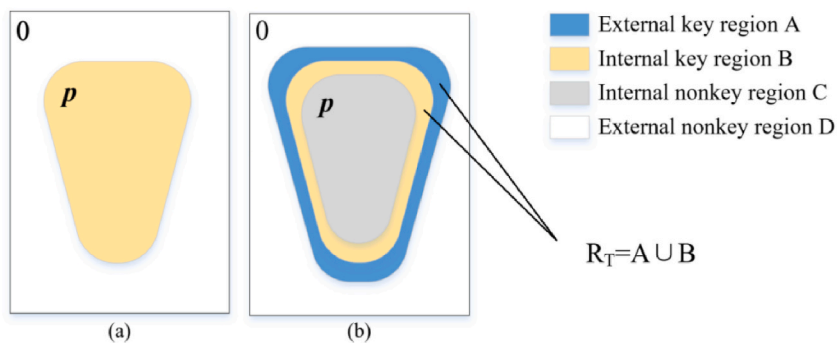 0
p
(a)
0
p
(b)
External key region A
Internal key region B
Internal nonkey region C
External nonkey region D
R_T=A∪B